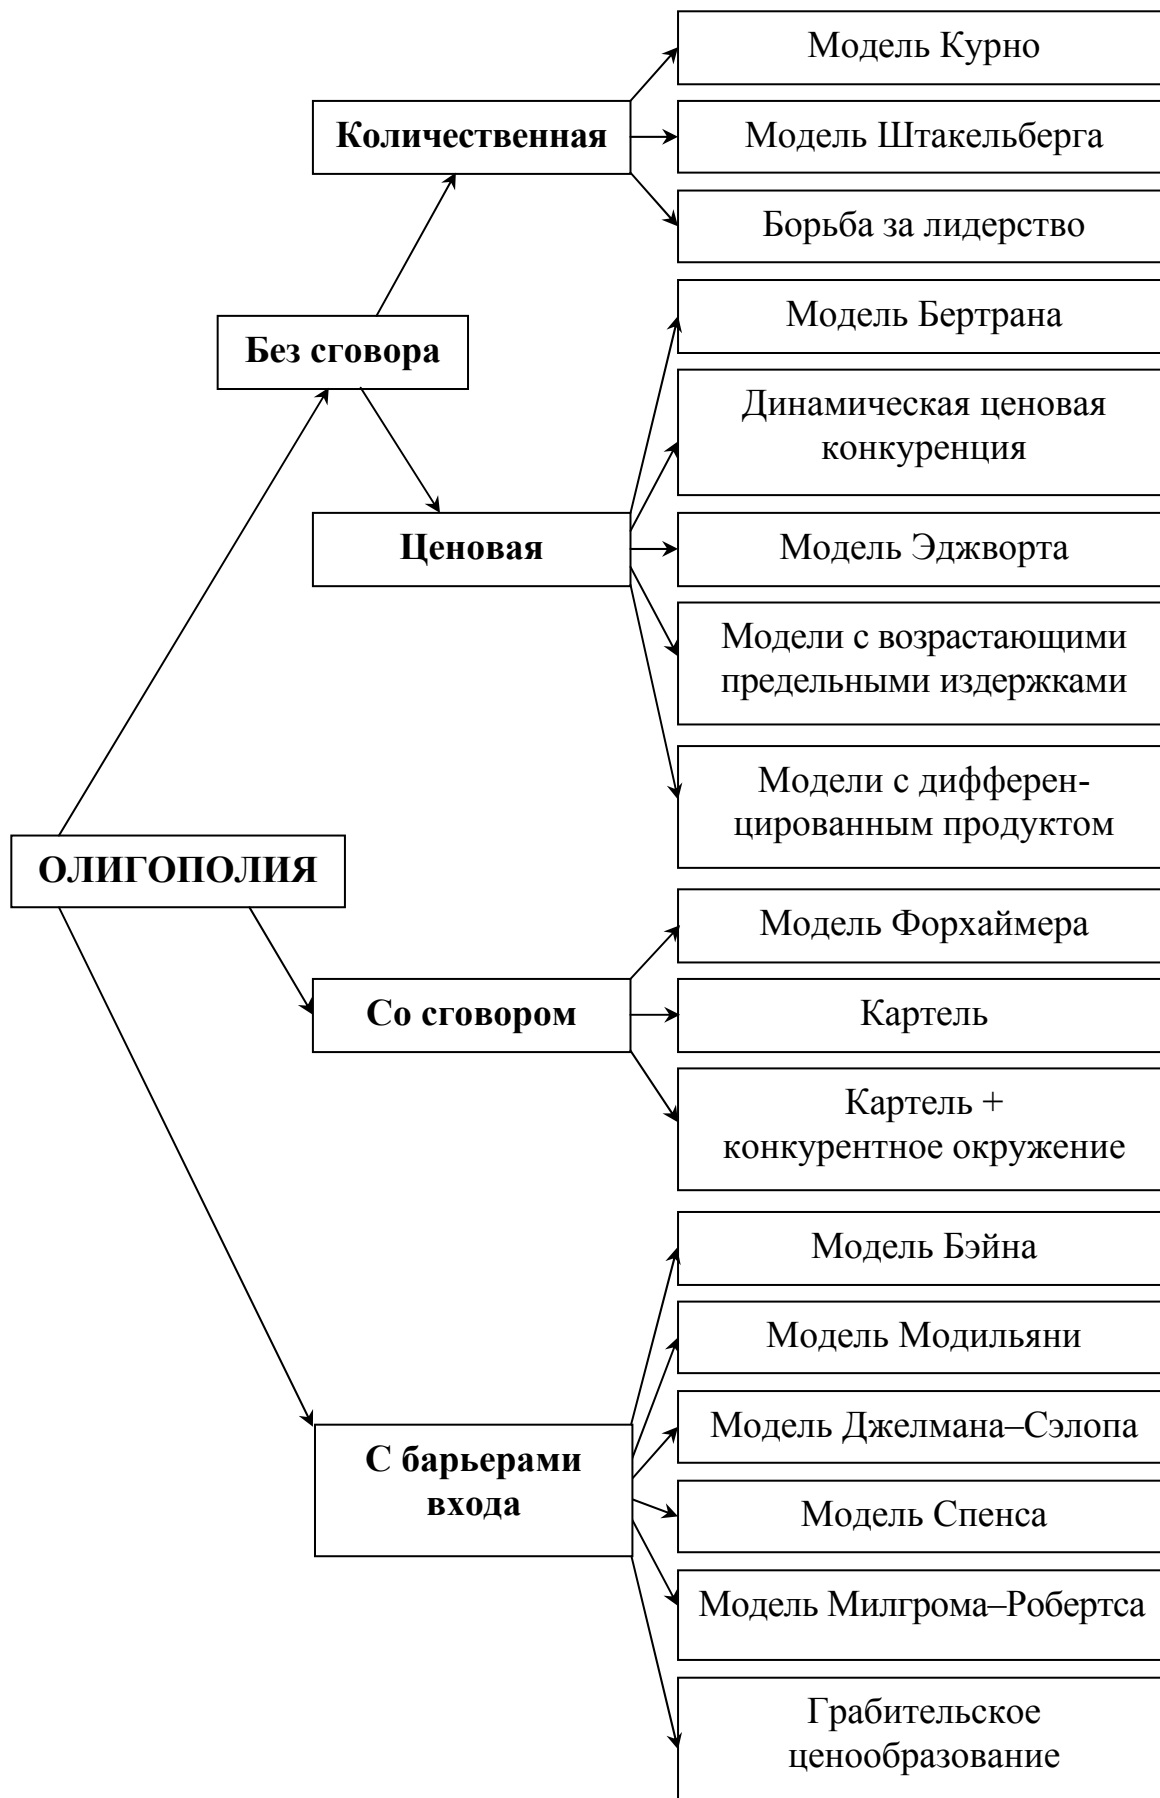 Модель Курно
Количественная
Модель Штакельберга
Борьба за лидерство
Без сговора
Модель Бертрана
Динамическая ценовая
конкуренция
Ценовая
Модель Эджворта
Модели с возрастающими
предельными издержками
Модели с дифферен-
цированным продуктом
ОЛИГОПОЛИЯ
Модель Форхаймера
Со сговором
Картель
Картель +
конкурентное окружение
Модель Бэйна
Модель Модильяни
Модель Джелмана–Сэлопа
С барьерами
входа
Модель Спенса
Модель Милгрома–Робертса
Грабительское
ценообразование